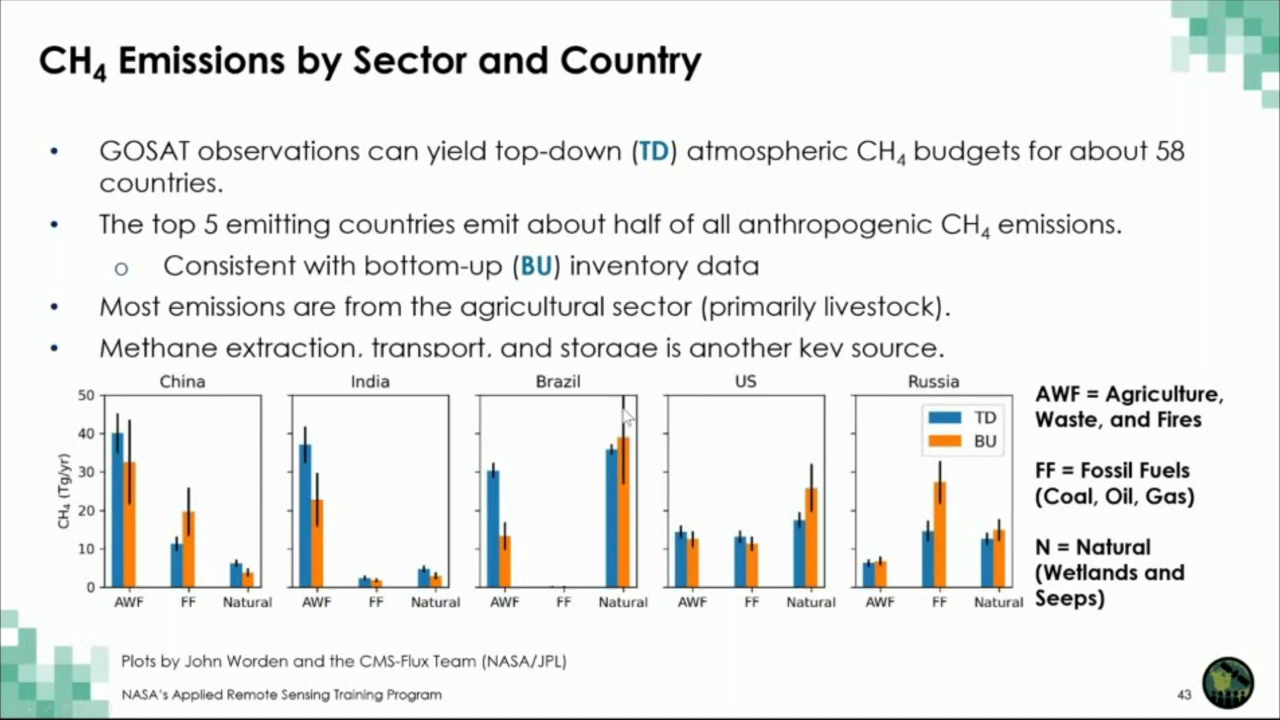 CH₄ Emissions by Sector and Country
• GOSAT observations can yield top-down (TD) atmospheric CH₄ budgets for about 58
countries.
• The top 5 emitting countries emit about half of all anthropogenic CH₄ emissions.
o Consistent with bottom-up (BU) inventory data
• Most emissions are from the agricultural sector (primarily livestock).
• Methane extraction, transport, and storage is another key source.
China India Brazil US Russia
CH₄ (Tg/yr)
50
40
30
20
10
0
TD
BU
AWF FF Natural AWF FF Natural AWF FF Natural AWF FF Natural AWF FF Natural
AWF = Agriculture,
Waste, and Fires
FF = Fossil Fuels
(Coal, Oil, Gas)
N = Natural
(Wetlands and
Seeps)
Plots by John Worden and the CMS-Flux Team (NASA/JPL)
NASA's Applied Remote Sensing Training Program
43